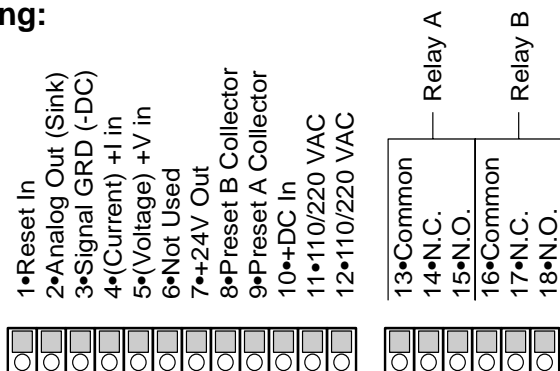 ng:
1•Reset In
2•Analog Out (Sink)
3•Signal GRD (-DC)
4•(Current) +I in
5•(Voltage) +V in
6•Not Used
7•+24V Out
8•Preset B Collector
9•Preset A Collector
10•+DC In
11•110/220 VAC
12•110/220 VAC
Relay A
13•Common
14•N.C.
15•N.O.
Relay B
16•Common
17•N.C.
18•N.O.